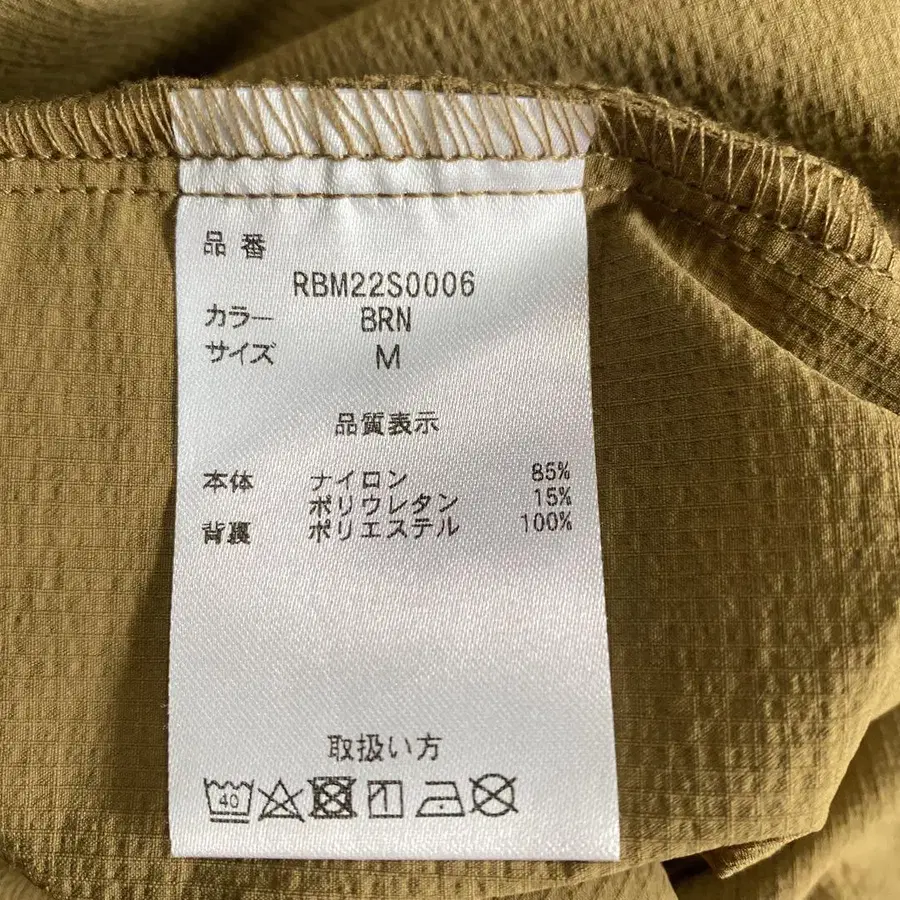 品番
RBM22S0006
カラー BRN
サイズ M
品質表示
本体 ナイロン 85%
ポリウレタン 15%
背裏 ポリエステル 100%
取扱い方
40